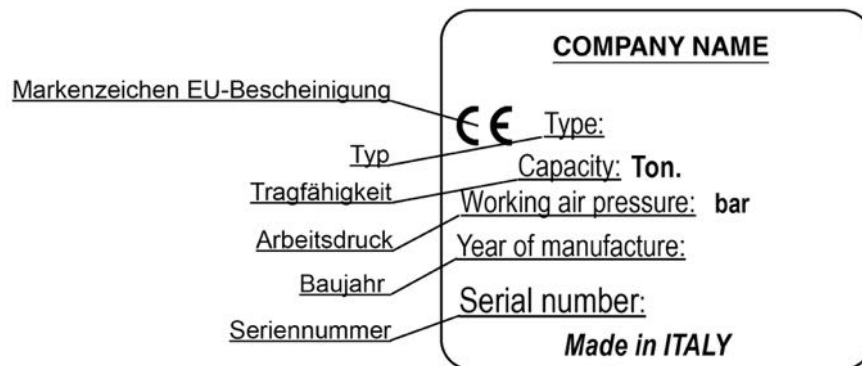 COMPANY NAME
Markenzeichen EU-Bescheinigung
CE Type:
Typ
Capacity: Ton.
Tragfähigkeit
Working air pressure: bar
Arbeitsdruck
Year of manufacture:
Baujahr
Serial number:
Seriennummer
Made in ITALY